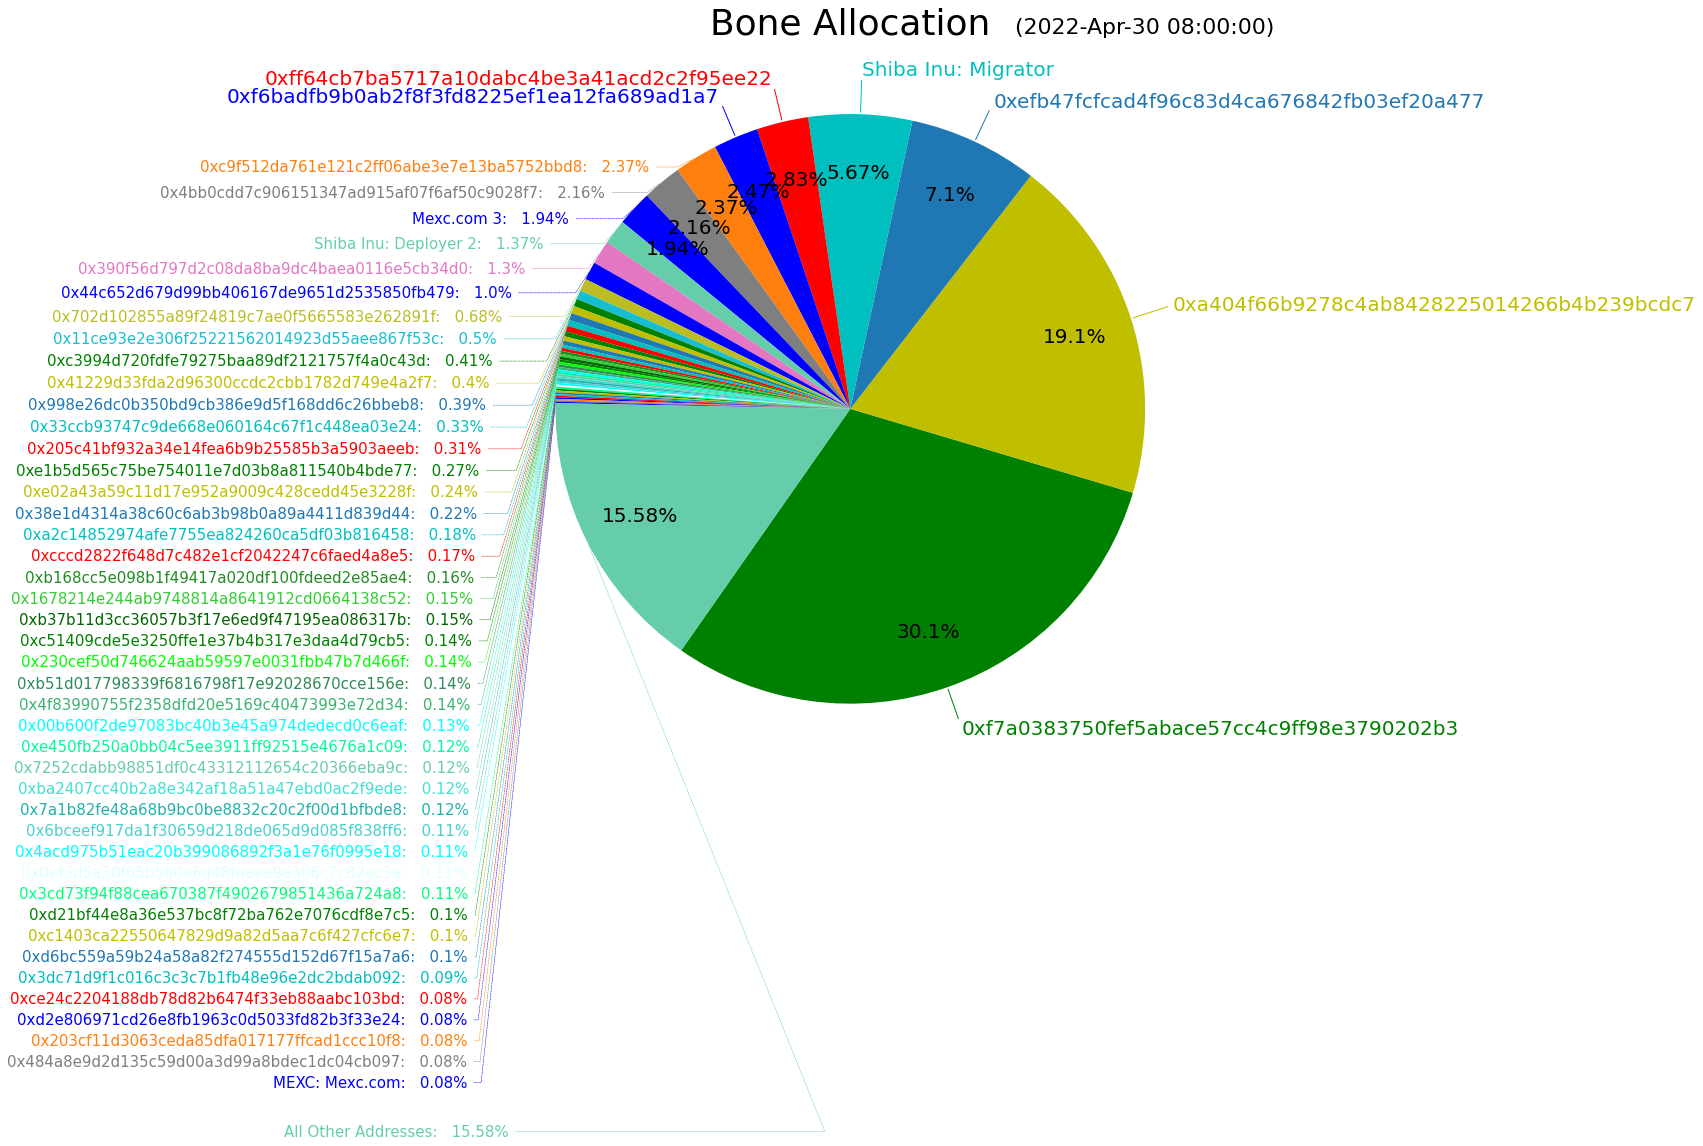 Bone Allocation (2022-Apr-30 08:00:00)
Shiba Inu: Migrator
0xff64cb7ba5717a10dabc4be3a41acd2c2f95ee22
0xf6badfb9b0ab2f8f3fd8225ef1ea12fa689ad1a7
0xefb47fcfcad4f96c83d4ca676842fb03ef20a477
0xa404f66b9278c4ab8428225014266b4b239bcdc7
0xf7a0383750fef5abace57cc4c9ff98e3790202b3
5.67%
2.83%
2.47%
2.37%
2.16%
1.94%
7.1%
19.1%
30.1%
15.58%
0xc9f512da761e121c2ff06abe3e7e13ba5752bbd8: 2.37%
0x4bb0cdd7c906151347ad915af07f6af50c9028f7: 2.16%
Mexc.com 3: 1.94%
Shiba Inu: Deployer 2: 1.37%
0x390f56d797d2c08da8ba9dc4baea0116e5cb34d0: 1.3%
0x44c652d679d99bb406167de9651d2535850fb479: 1.0%
0x702d102855a89f24819c7ae0f5665583e262891f: 0.68%
0x11ce93e2e306f25221562014923d55aee867f53c: 0.5%
0xc3994d720fdfe79275baa89df2121757f4a0c43d: 0.41%
0x41229d33fda2d96300ccdc2cbb1782d749e4a2f7: 0.4%
0x998e26dc0b350bd9cb386e9d5f168dd6c26bbeb8: 0.39%
0x33ccb93747c9de668e060164c67f1c448ea03e24: 0.33%
0x205c41bf932a34e14fea6b9b25585b3a5903aeeb: 0.31%
0xe1b5d565c75be754011e7d03b8a811540b4bde77: 0.27%
0xe02a43a59c11d17e952a9009c428cedd45e3228f: 0.24%
0x38e1d4314a38c60c6ab3b98b0a89a4411d839d44: 0.22%
0xa2c14852974afe7755ea824260ca5df03b816458: 0.18%
0xcccd2822f648d7c482e1cf2042247c6faed4a8e5: 0.17%
0xb168cc5e098b1f49417a020df100fdeed2e85ae4: 0.16%
0x1678214e244ab9748814a8641912cd0664138c52: 0.15%
0xb37b11d3cc36057b3f17e6ed9f47195ea086317b: 0.15%
0xc51409cde5e3250ffe1e37b4b317e3daa4d79cb5: 0.14%
0x230cef50d746624aab59597e0031fbb47b7d466f: 0.14%
0xb51d017798339f6816798f17e92028670cce156e: 0.14%
0x4f83990755f2358dfd20e5169c40473993e72d34: 0.14%
0x00b600f2de97083bc40b3e45a974dedecd0c6eaf: 0.13%
0xe450fb250a0bb04c5ee3911ff92515e4676a1c09: 0.12%
0x7252cdabb98851df0c43312112654c20366eba9c: 0.12%
0xba2407cc40b2a8e342af18a51a47ebd0ac2f9ede: 0.12%
0x7a1b82fe48a68b9bc0be8832c20c2f00d1bfbde8: 0.12%
0x6bceef917da1f30659d218de065d9d085f838ff6: 0.11%
0x4acd975b51eac20b399086892f3a1e76f0995e18: 0.11%
0.11%
0x3cd73f94f88cea670387f4902679851436a724a8: 0.11%
0xd21bf44e8a36e537bc8f72ba762e7076cdf8e7c5: 0.1%
0xc1403ca22550647829d9a82d5aa7c6f427cfc6e7: 0.1%
0xd6bc559a59b24a58a82f274555d152d67f15a7a6: 0.1%
0x3dc71d9f1c016c3c3c7b1fb48e96e2dc2bdab092: 0.09%
0xce24c2204188db78d82b6474f33eb88aabc103bd: 0.08%
0xd2e806971cd26e8fb1963c0d5033fd82b3f33e24: 0.08%
0x203cf11d3063ceda85dfa017177ffcad1ccc10f8: 0.08%
0x484a8e9d2d135c59d00a3d99a8bdec1dc04cb097: 0.08%
MEXC: Mexc.com: 0.08%
All Other Addresses: 15.58%